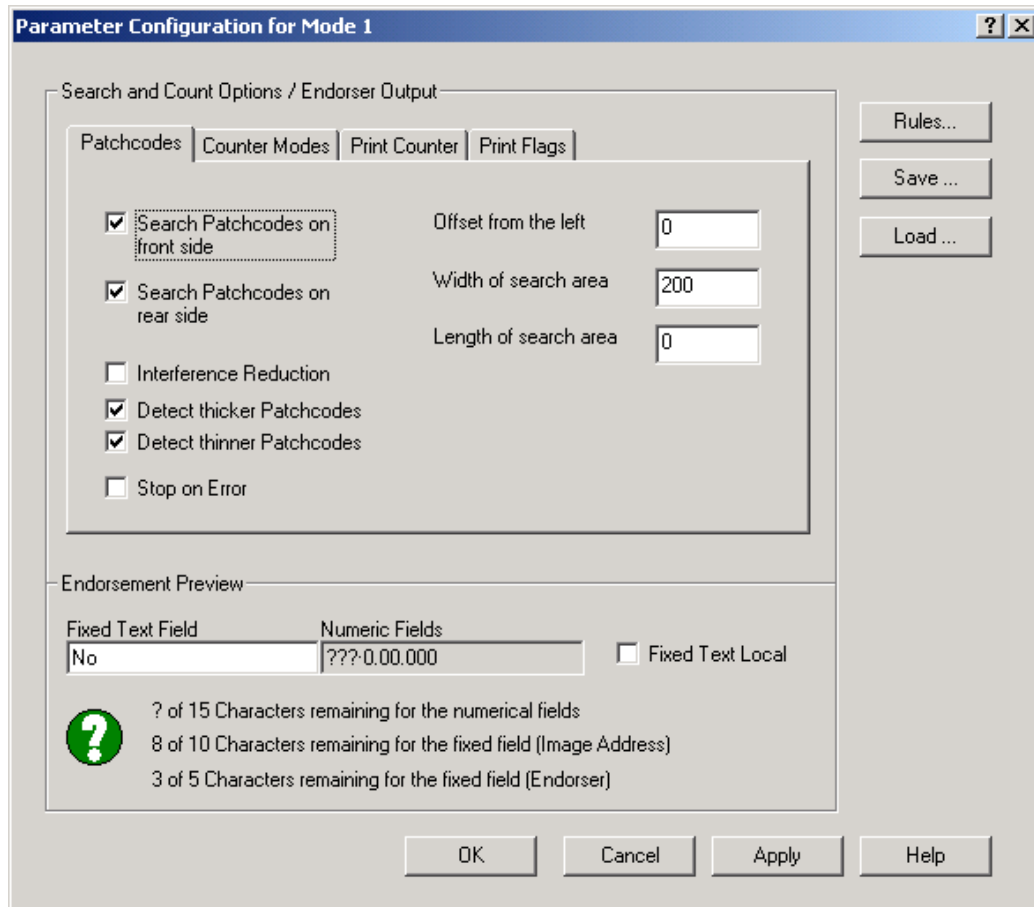 Parameter Configuration for Mode 1
? X
Search and Count Options / Endorser Output
Patchcodes Counter Modes Print Counter Print Flags
Rules...
Save ...
Load ...
Search Patchcodes on
front side
Offset from the left 0
Search Patchcodes on
rear side
Width of search area 200
Length of search area 0
Interference Reduction
Detect thicker Patchcodes
Detect thinner Patchcodes
Stop on Error
Endorsement Preview
Fixed Text Field Numeric Fields
No ???·0.00.000 Fixed Text Local
?
? of 15 Characters remaining for the numerical fields
8 of 10 Characters remaining for the fixed field (Image Address)
3 of 5 Characters remaining for the fixed field (Endorser)
OK Cancel Apply Help